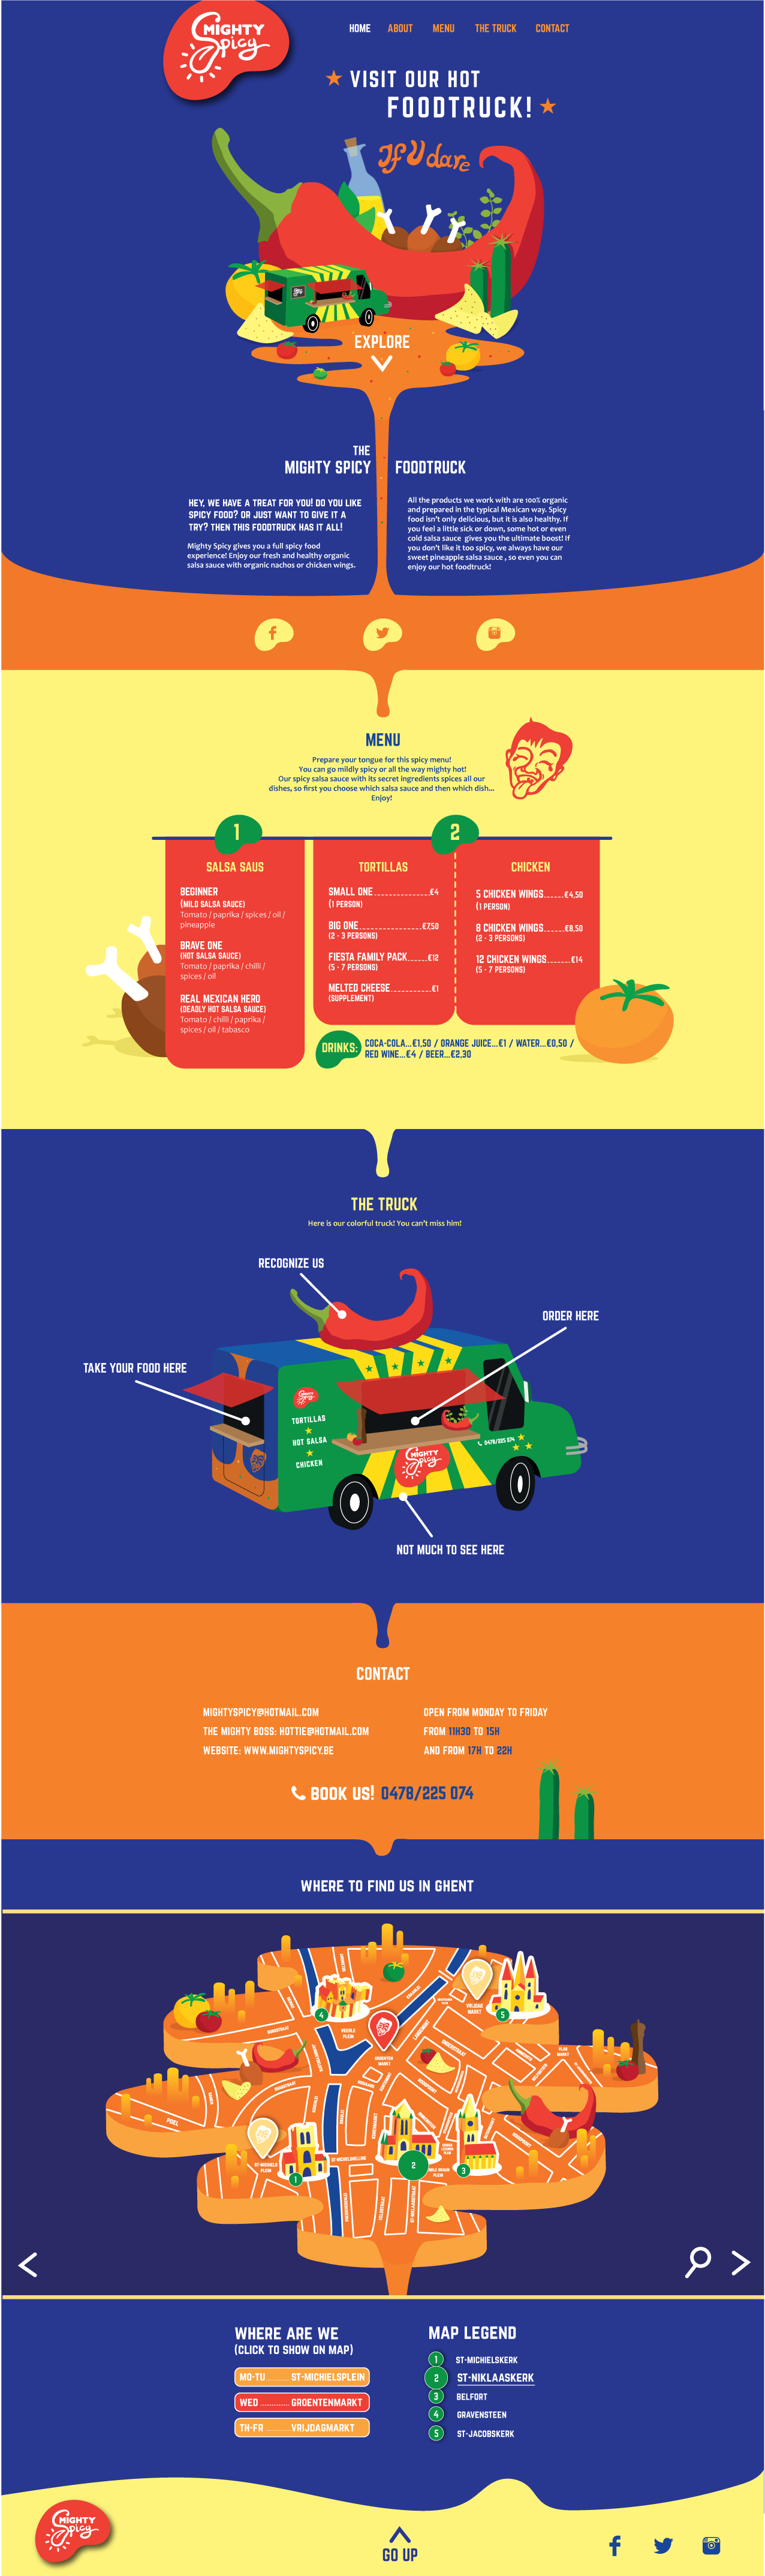 MIGHTY
Spicy
HOME ABOUT MENU THE TRUCK CONTACT
VISIT OUR HOT
FOODTRUCK!
If U dare
EXPLORE
THE
MIGHTY SPICY FOODTRUCK
HEY, WE HAVE A TREAT FOR YOU! DO YOU LIKE
SPICY FOOD? OR JUST WANT TO GIVE IT A
TRY? THEN THIS FOODTRUCK HAS IT ALL!
Mighty Spicy gives you a full spicy food
experience! Enjoy our fresh and healthy organic
salsa sauce with organic nachos or chicken wings.
All the products we work with are 100% organic
and prepared in the typical Mexican way. Spicy
food isn't only delicious, but it is also healthy. If
you feel a little sick or down, some hot or even
cold salsa sauce gives you the ultimate boost! If
you don't like it too spicy, we always have our
sweet pineapple salsa sauce , so even you can
enjoy our hot foodtruck!
MENU
Prepare your tongue for this spicy menu!
You can go mildly spicy or all the way mighty hot!
Our spicy salsa sauce with its secret ingredients spices all our
dishes, so first you choose which salsa sauce and then which dish...
Enjoy!
1
SALSA SAUS
BEGINNER
(MILD SALSA SAUCE)
Tomato / paprika / spices / oil /
pineapple
BRAVE ONE
(HOT SALSA SAUCE)
Tomato / paprika / chilli /
spices / oil
REAL MEXICAN HERO
(DEADLY HOT SALSA SAUCE)
Tomato / chilli / paprika /
spices / oil / tabasco
2
TORTILLAS
SMALL ONE................€4
(1 PERSON)
BIG ONE................€7,50
(2 - 3 PERSONS)
FIESTA FAMILY PACK.....€12
(5 - 7 PERSONS)
MELTED CHEESE..........€1
(SUPPLEMENT)
CHICKEN
5 CHICKEN WINGS......€4,50
(1 PERSON)
8 CHICKEN WINGS......€8,50
(2 - 3 PERSONS)
12 CHICKEN WINGS......€14
(5 - 7 PERSONS)
DRINKS:
COCA-COLA...€1,50 / ORANGE JUICE...€1 / WATER...€0,50 /
RED WINE...€4 / BEER...€2,30
THE TRUCK
Here is our colorful truck! You can't miss him!
RECOGNIZE US
ORDER HERE
TAKE YOUR FOOD HERE
MIGHTY
Spicy
TORTILLAS
HOT SALSA
CHICKEN
0478/225 074
MIGHTY
Spicy
NOT MUCH TO SEE HERE
CONTACT
MIGHTYSPICY@HOTMAIL.COM
THE MIGHTY BOSS: HOTTIE@HOTMAIL.COM
WEBSITE: WWW.MIGHTYSPICY.BE
OPEN FROM MONDAY TO FRIDAY
FROM 11H30 TO 15H
AND FROM 17H TO 22H
BOOK US! 0478/225 074
WHERE TO FIND US IN GHENT
4
5
VRIJDAG
MARKT
VEERLE
PLEIN
GROENTEN
MARKT
POEL
ST-MICHIELS
PLEIN
1
2
3
WHERE ARE WE
(CLICK TO SHOW ON MAP)
MO-TU ......... ST-MICHIELSPLEIN
WED ............ GROENTENMARKT
TH-FR .......... VRIJDAGMARKT
MAP LEGEND
1 ST-MICHIELSKERK
2 ST-NIKLAASKERK
3 BELFORT
4 GRAVENSTEEN
5 ST-JACOBSKERK
MIGHTY
Spicy
GO UP